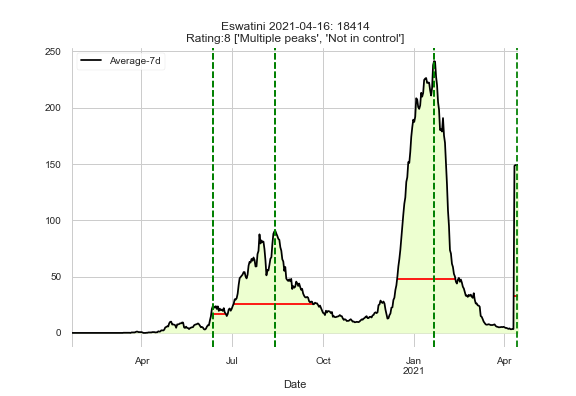 Eswatini 2021-04-16: 18414
Rating:8 ['Multiple peaks', 'Not in control']
Average-7d
250
200
150
100
50
0
Apr
Jul
Oct
Jan
2021
Apr
Date